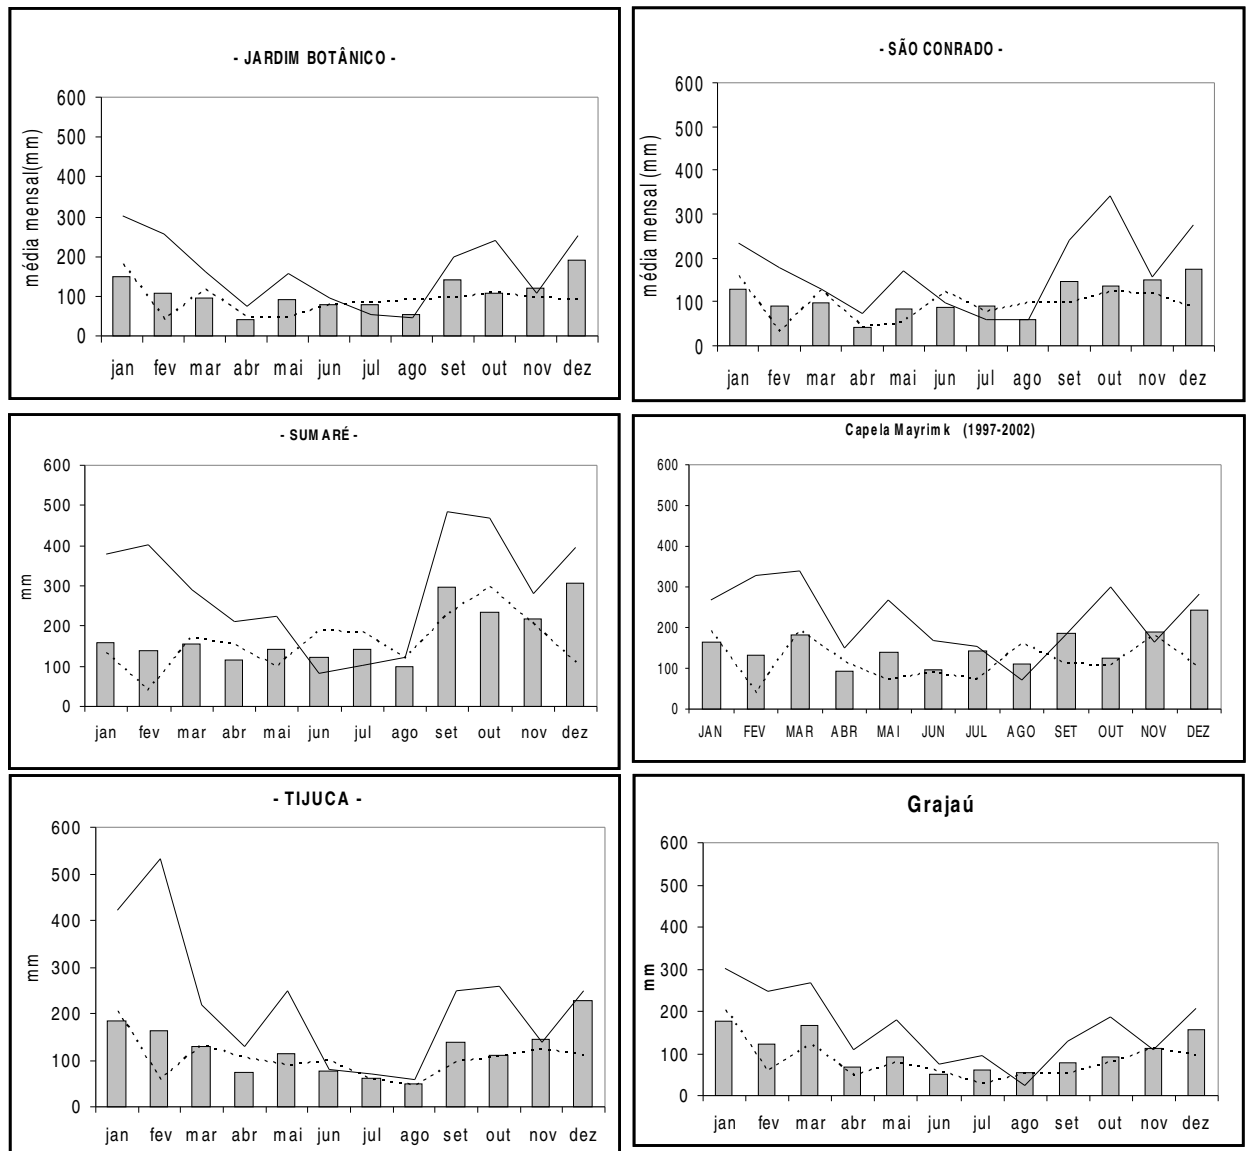 - JARDIM BOTÂNICO -
média mensal(mm)
600
500
400
300
200
100
0
jan fev mar abr mai jun jul ago set out nov dez
- SÃO CONRADO -
média mensal (mm)
600
500
400
300
200
100
0
jan fev mar abr mai jun jul ago set out nov dez
- SUMARÉ -
mm
600
500
400
300
200
100
0
jan fev mar abr mai jun jul ago set out nov dez
Capela Mayrimk (1997-2002)
600
500
400
300
200
100
0
JAN FEV MAR ABR MAI JUN JUL AGO SET OUT NOV DEZ
- TIJUCA -
mm
600
500
400
300
200
100
0
jan fev mar abr mai jun jul ago set out nov dez
Grajaú
mm
600
500
400
300
200
100
0
jan fev mar abr mai jun jul ago set out nov dez